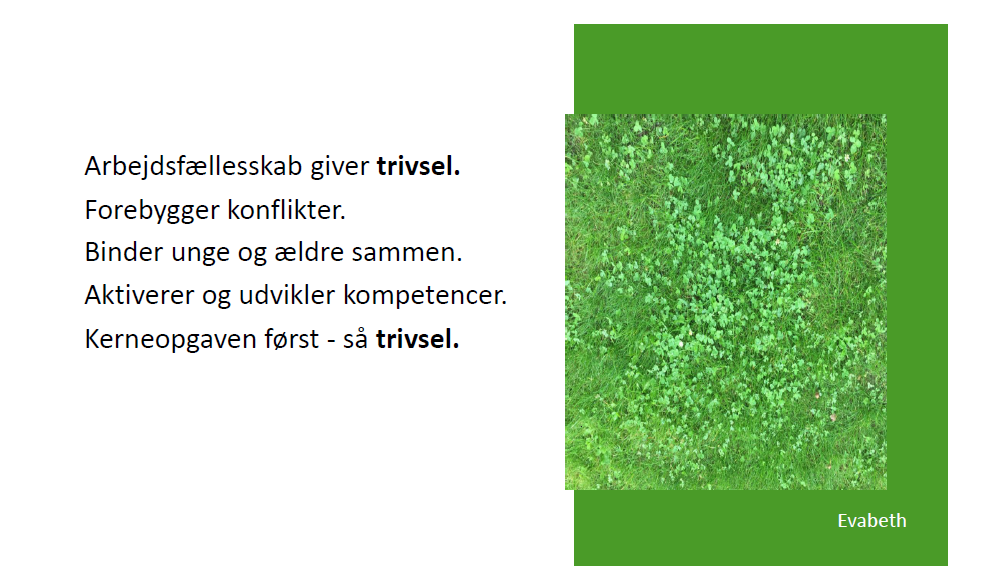 Arbejdsfællesskab giver trivsel.
Forebygger konflikter.
Binder unge og ældre sammen.
Aktiverer og udvikler kompetencer.
Kerneopgaven først - så trivsel.
Evabeth